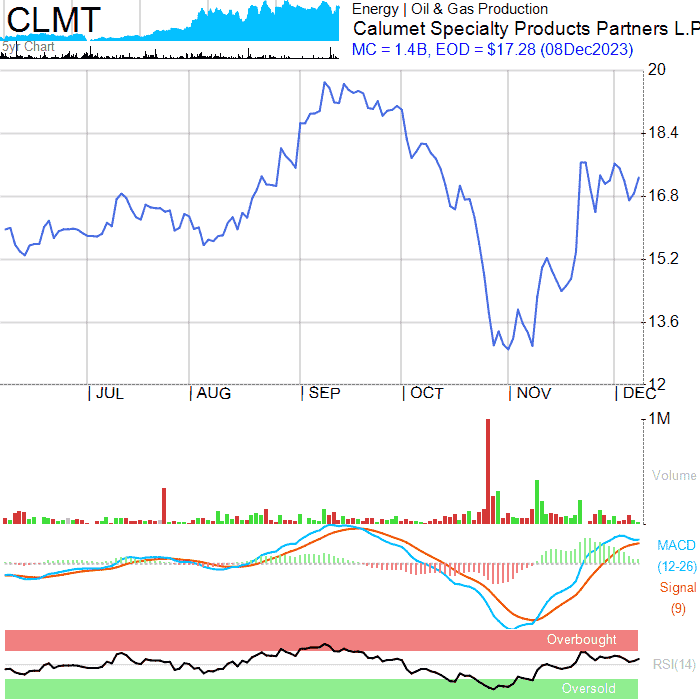 CLMT
5yr Chart
Energy | Oil & Gas Production
Calumet Specialty Products Partners L.P
MC = 1.4B, EOD = $17.28 (08Dec2023)
20
18.4
16.8
15.2
13.6
12
JUL
AUG
SEP
OCT
NOV
DEC
1M
Volume
MACD
(12-26)
Signal
(9)
Overbought
RSI(14)
Oversold